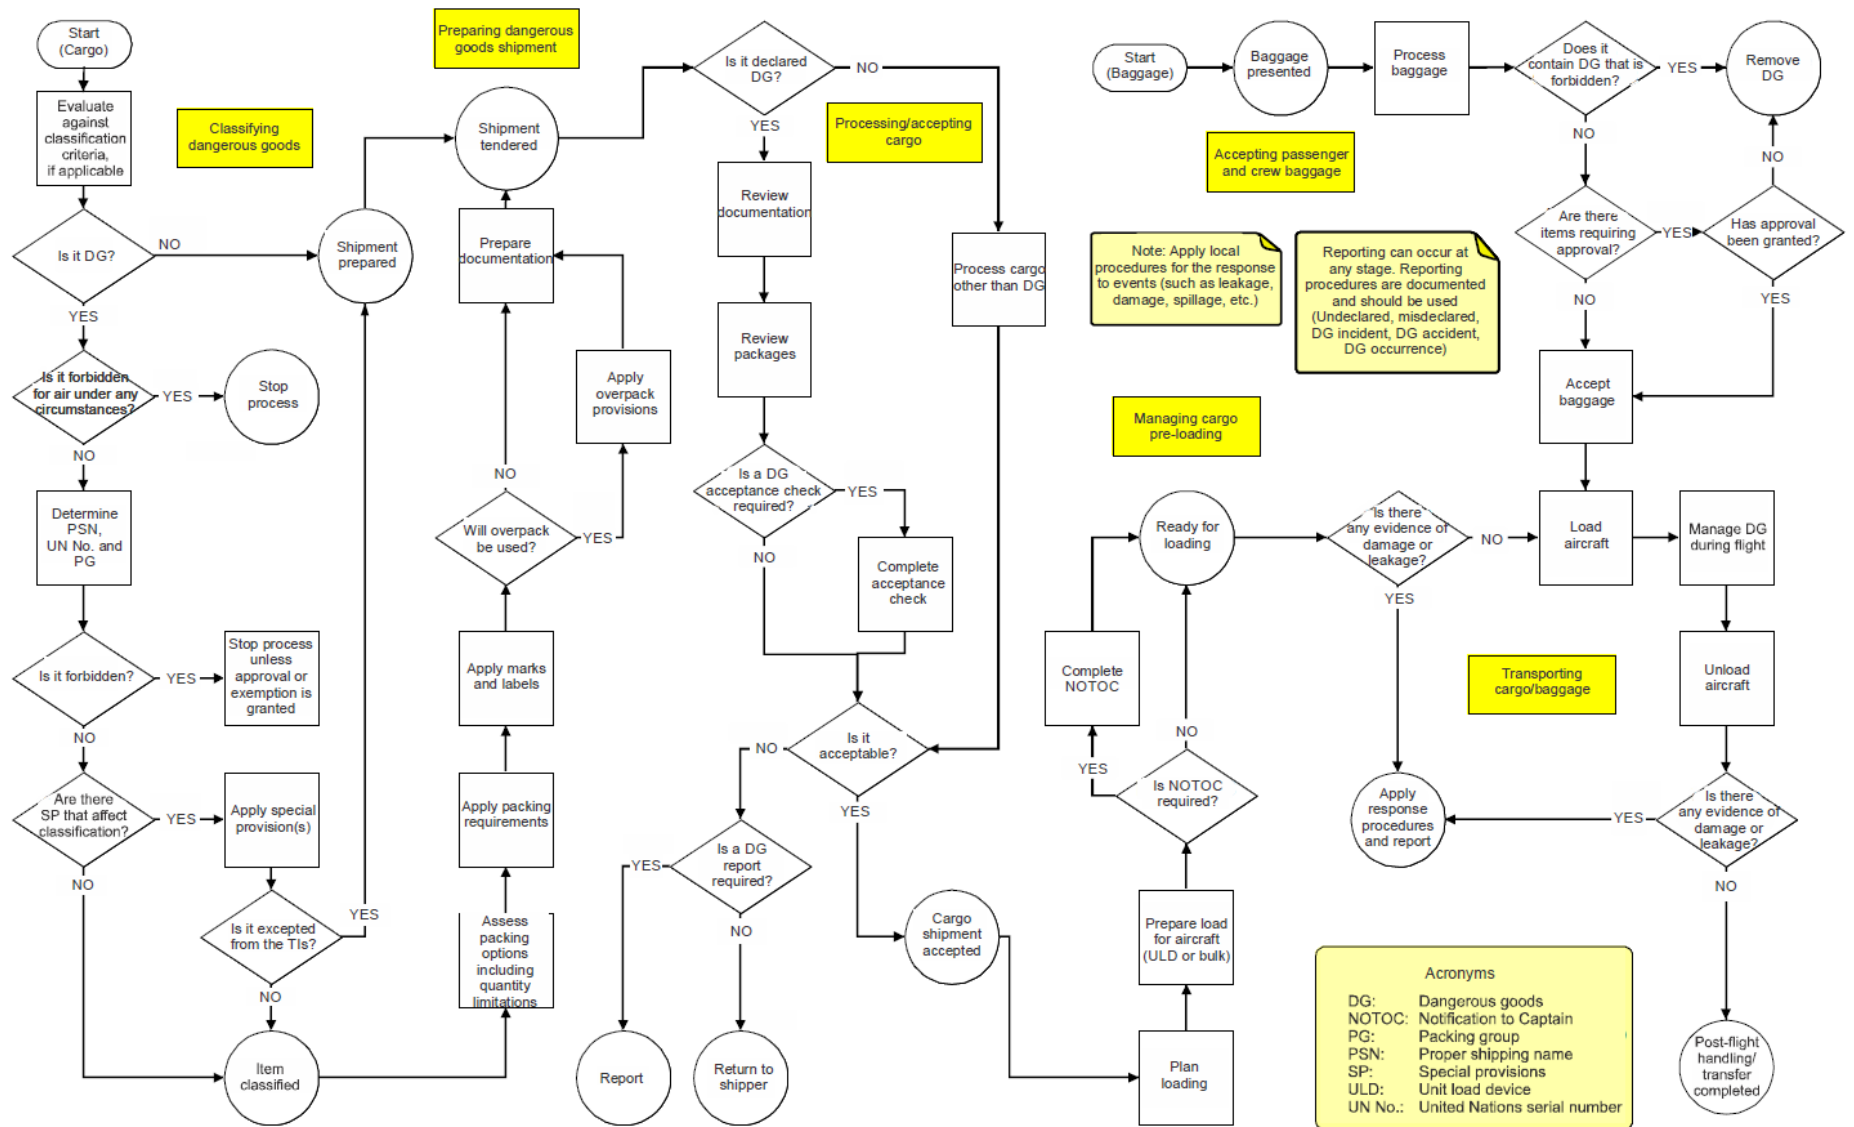 Start
(Cargo)
Evaluate
against
classification
criteria,
if applicable
Classifying
dangerous goods
Is it DG?
NO
YES
Shipment
prepared
Is it forbidden
for air under any
circumstances?
YES
Stop
process
NO
Determine
PSN,
UN No. and
PG
Is it forbidden?
YES
Stop process
unless
approval or
exemption is
granted
NO
Are there
SP that affect
classification?
YES
Apply special
provision(s)
NO
Is it excepted
from the TIs?
YES
NO
Item
classified
Preparing dangerous
goods shipment
Shipment
tendered
Prepare
documentation
Apply
overpack
provisions
NO
Will overpack
be used?
YES
Apply marks
and labels
Apply packing
requirements
Assess
packing
options
including
quantity
limitations
Is it declared
DG?
NO
YES
Processing/accepting
cargo
Review
documentation
Process cargo
other than DG
Review
packages
Is a DG
acceptance check
required?
YES
NO
Complete
acceptance
check
Is it
acceptable?
NO
YES
Is a DG
report
required?
YES
NO
Report
Return to
shipper
Cargo
shipment
accepted
Start
(Baggage)
Baggage
presented
Process
baggage
Does it
contain DG that is
forbidden?
YES
Remove
DG
NO
NO
Accepting passenger
and crew baggage
Are there
items requiring
approval?
YES
Has approval
been granted?
NO
YES
Note: Apply local
procedures for the response
to events (such as leakage,
damage, spillage, etc.)
Reporting can occur at
any stage. Reporting
procedures are documented
and should be used
(Undeclared, misdeclared,
DG incident, DG accident,
DG occurrence)
Accept
baggage
Managing cargo
pre-loading
Ready for
loading
Is there
any evidence of
damage or
leakage?
NO
YES
Load
aircraft
Manage DG
during flight
Complete
NOTOC
NO
YES
Is NOTOC
required?
Prepare load
for aircraft
(ULD or bulk)
Plan
loading
Transporting
cargo/baggage
Unload
aircraft
Apply
response
procedures
and report
YES
Is there
any evidence of
damage or
leakage?
NO
Post-flight
handling/
transfer
completed
Acronyms
DG: Dangerous goods
NOTOC: Notification to Captain
PG: Packing group
PSN: Proper shipping name
SP: Special provisions
ULD: Unit load device
UN No.: United Nations serial number